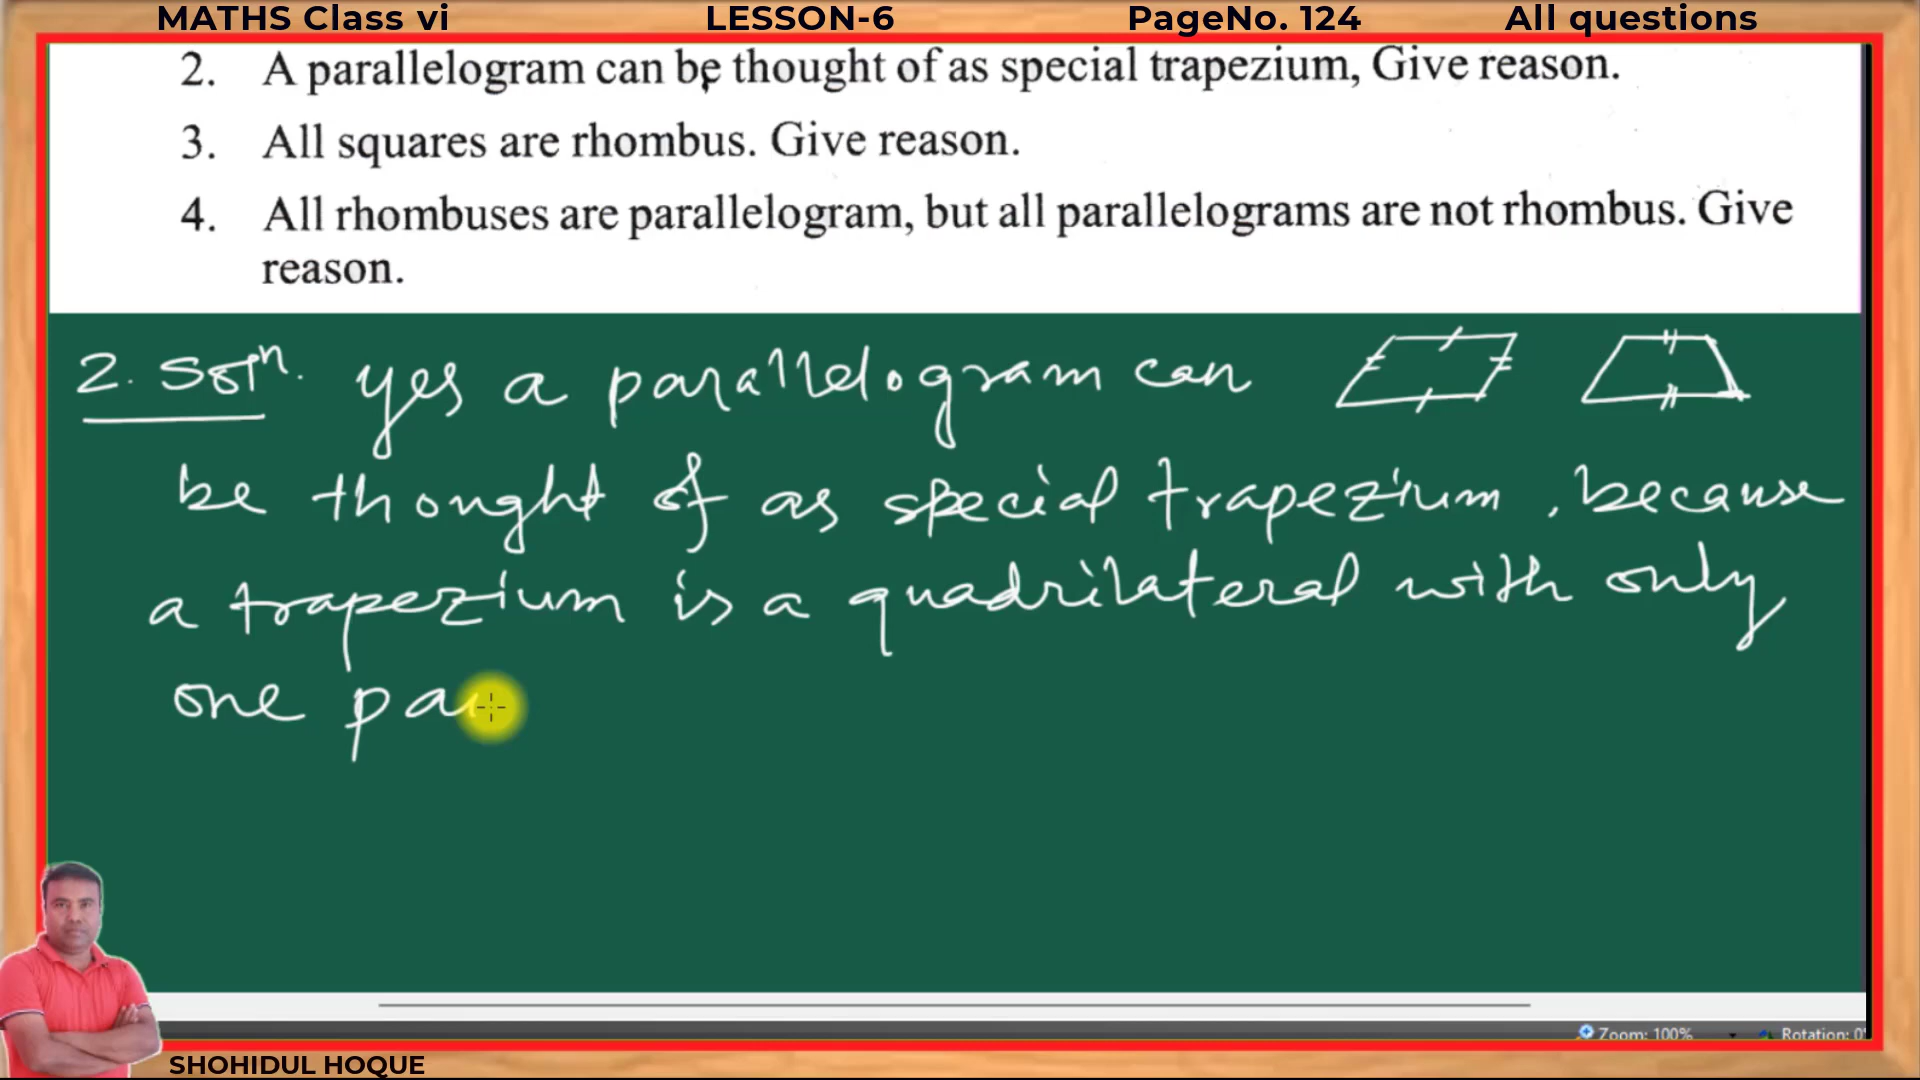 MATHS Class vi LESSON-6 PageNo. 124 All questions
2. A parallelogram can be thought of as special trapezium, Give reason.
3. All squares are rhombus. Give reason.
4. All rhombuses are parallelogram, but all parallelograms are not rhombus. Give
reason.
2. Solⁿ. yes a parallelogram can
be thought of as special trapezium, because
a trapezium is a quadrilateral with only
one pa
Zoom: 100% Rotation: 0°
SHOHIDUL HOQUE